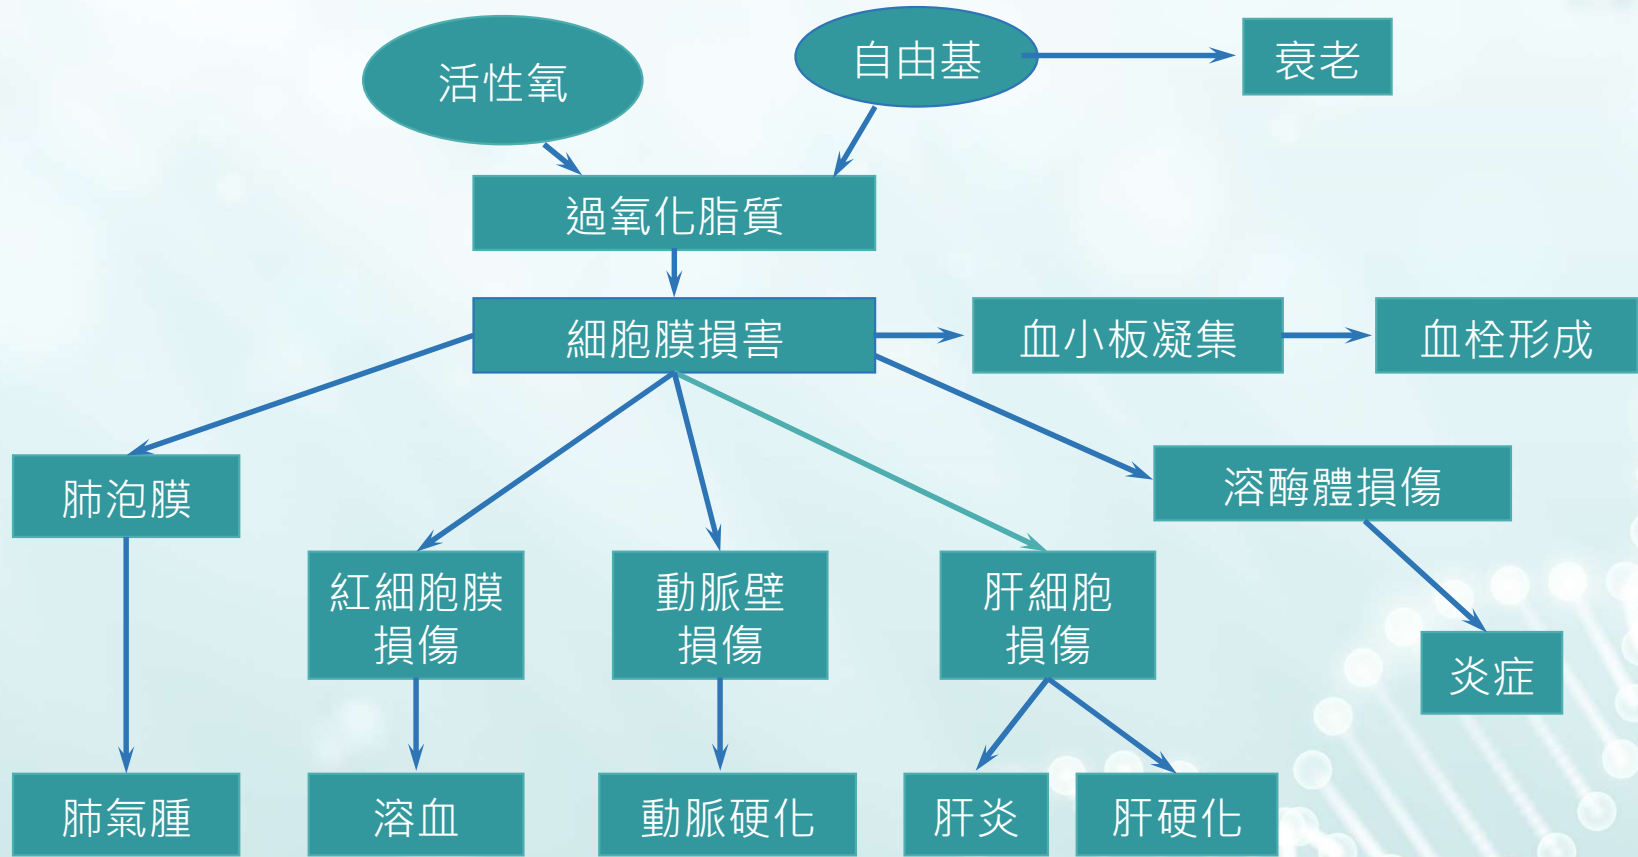 活性氧
自由基
衰老
過氧化脂質
細胞膜損害
血小板凝集
血栓形成
肺泡膜
溶酶體損傷
紅細胞膜
損傷
動脈壁
損傷
肝細胞
損傷
炎症
肺氣腫
溶血
動脈硬化
肝炎
肝硬化